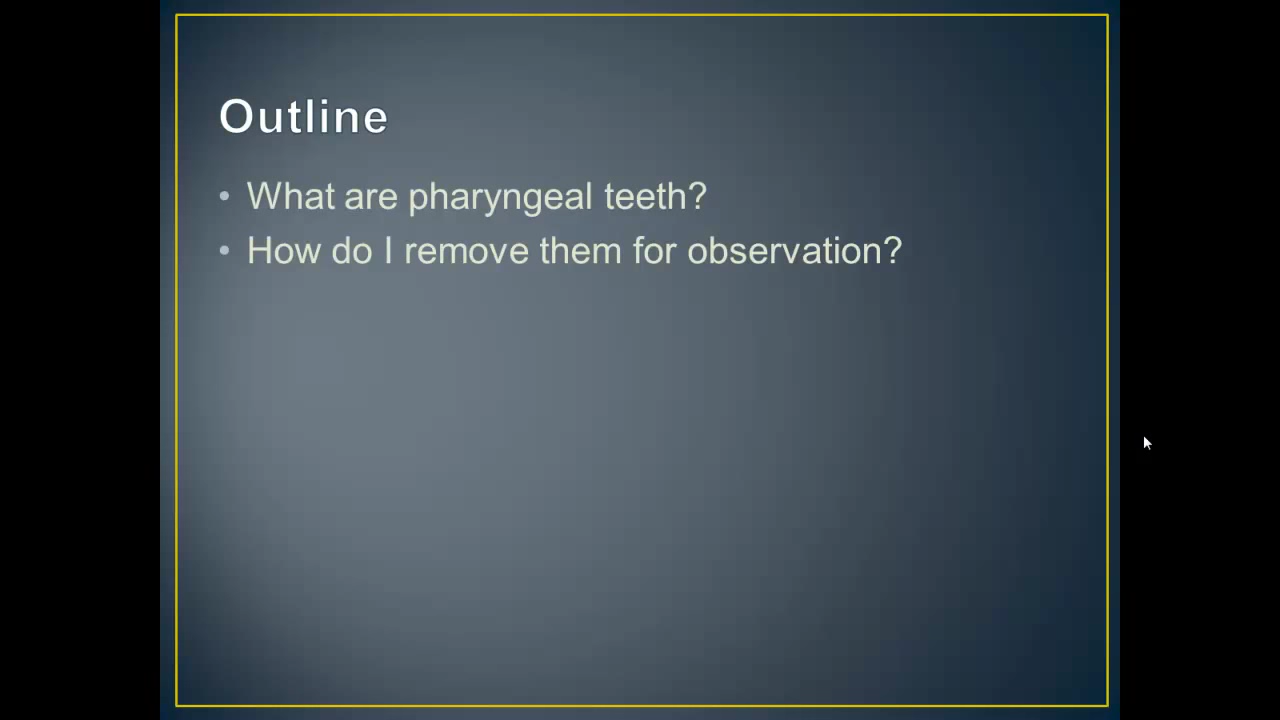 Outline
• What are pharyngeal teeth?
• How do I remove them for observation?